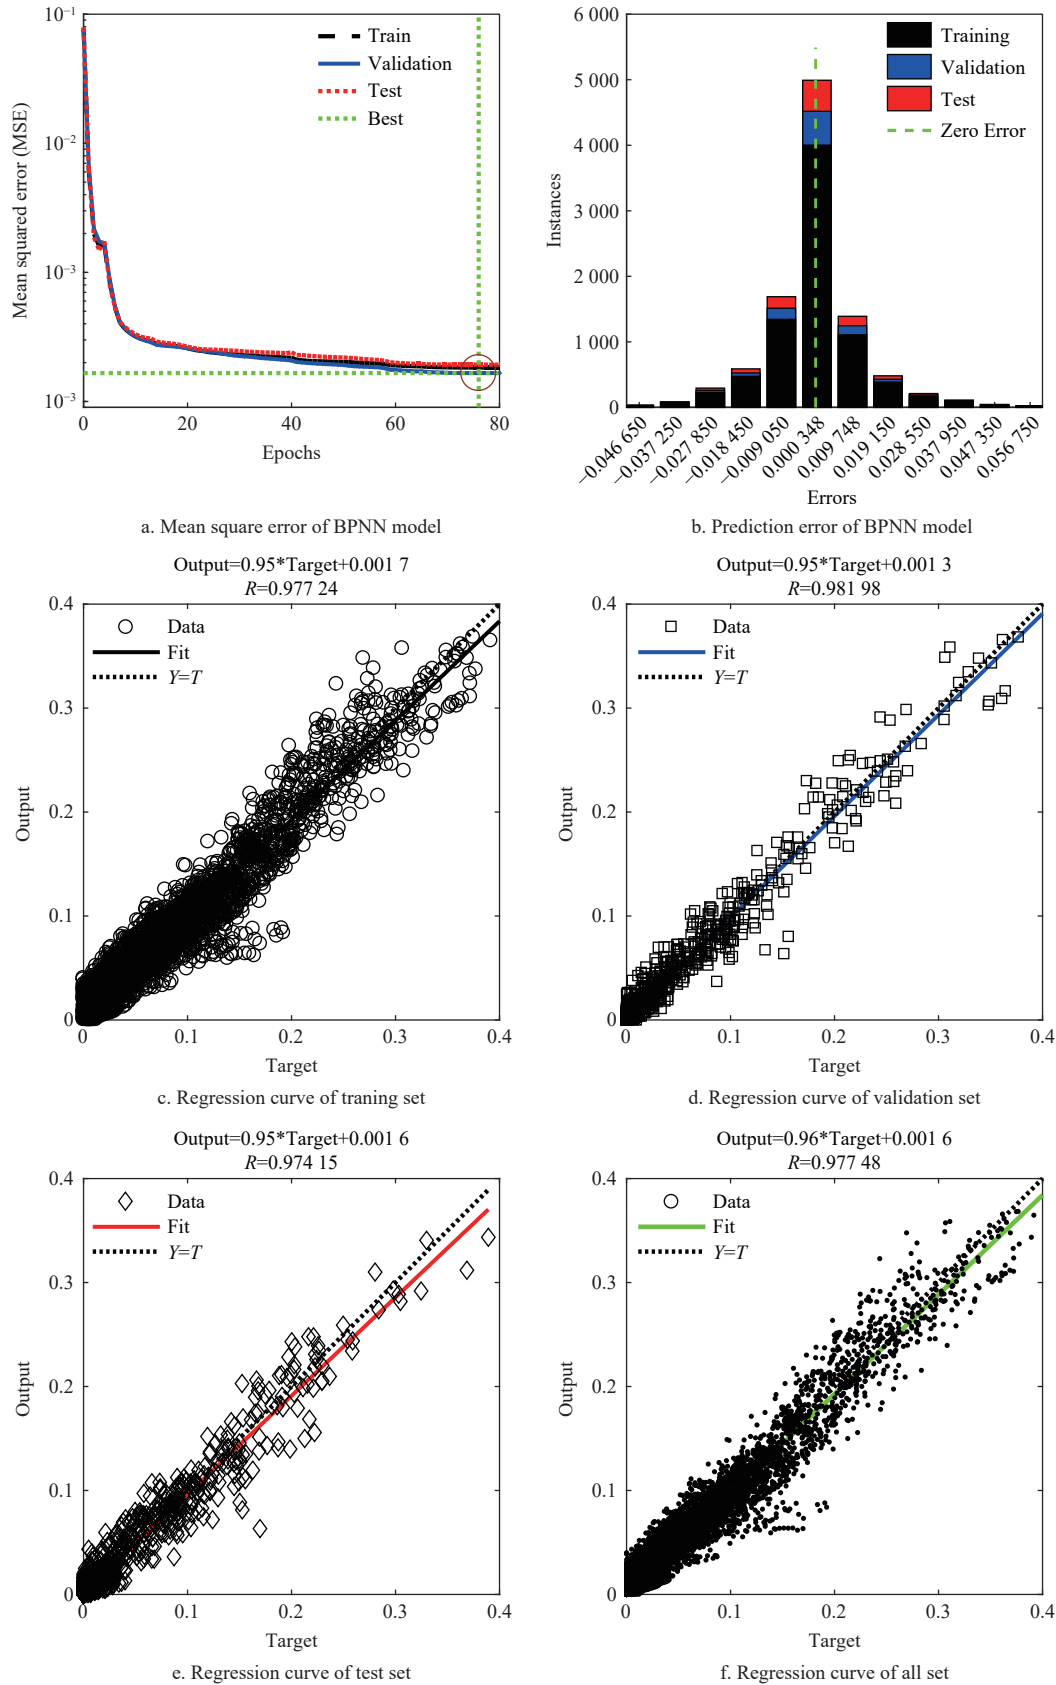 10⁻¹
10⁻²
10⁻³
10⁻³
Mean squared error (MSE)
Train
Validation
Test
Best
0 20 40 60 80
Epochs
a. Mean square error of BPNN model
6 000
5 000
4 000
3 000
2 000
1 000
0
Instances
Training
Validation
Test
Zero Error
−0.046 650
−0.037 250
−0.027 850
−0.018 450
−0.009 050
0.000 348
0.009 748
0.019 150
0.028 550
0.037 950
0.047 350
0.056 750
Errors
b. Prediction error of BPNN model
Output=0.95*Target+0.001 7
R=0.977 24
0.4
0.3
0.2
0.1
0
Output
Data
Fit
Y=T
0 0.1 0.2 0.3 0.4
Target
c. Regression curve of traning set
Output=0.95*Target+0.001 3
R=0.981 98
0.4
0.3
0.2
0.1
0
Output
Data
Fit
Y=T
0 0.1 0.2 0.3 0.4
Target
d. Regression curve of validation set
Output=0.95*Target+0.001 6
R=0.974 15
0.4
0.3
0.2
0.1
0
Output
Data
Fit
Y=T
0 0.1 0.2 0.3 0.4
Target
e. Regression curve of test set
Output=0.96*Target+0.001 6
R=0.977 48
0.4
0.3
0.2
0.1
0
Output
Data
Fit
Y=T
0 0.1 0.2 0.3 0.4
Target
f. Regression curve of all set